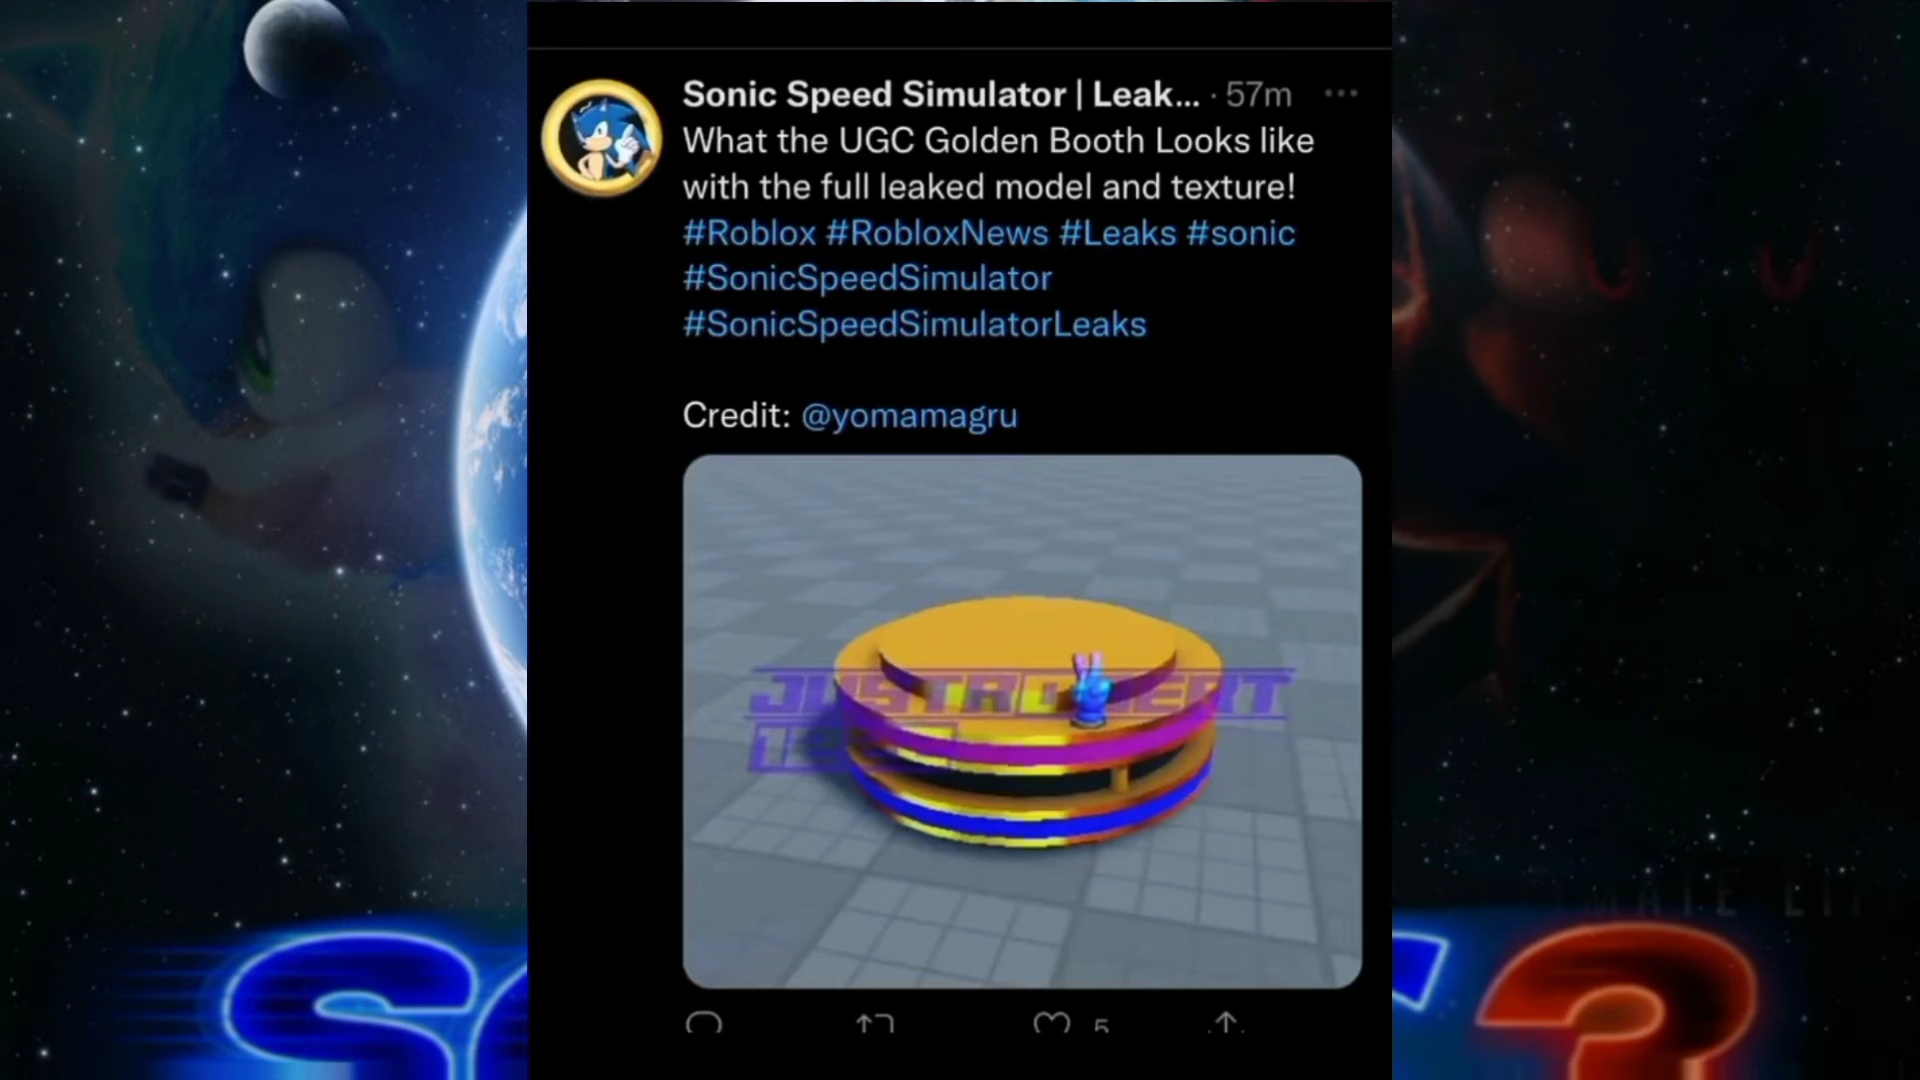 Sonic Speed Simulator | Leak... · 57m
What the UGC Golden Booth Looks like
with the full leaked model and texture!
#Roblox #RobloxNews #Leaks #sonic
#SonicSpeedSimulator
#SonicSpeedSimulatorLeaks
Credit: @yomamagru
5